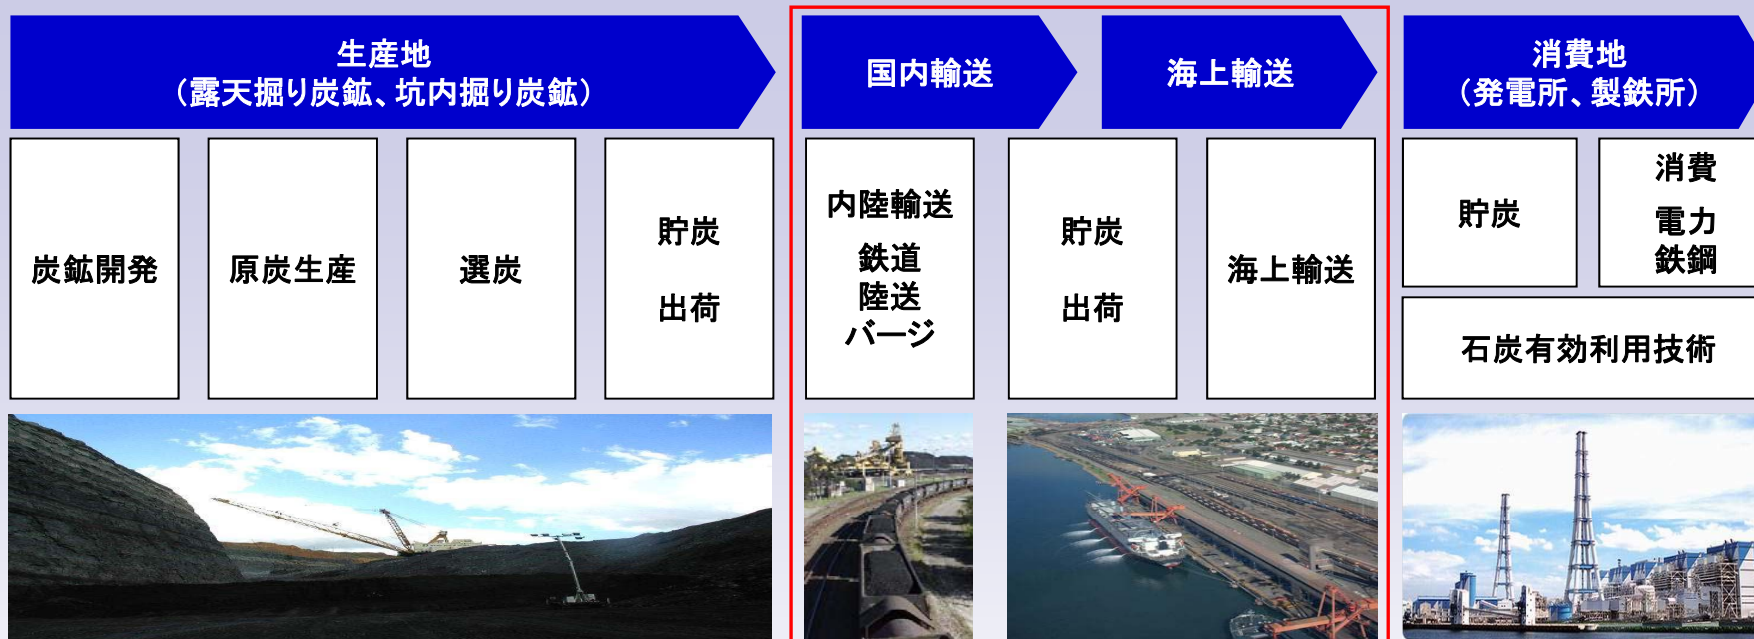 生産地
（露天掘り炭鉱、坑内掘り炭鉱）
国内輸送
海上輸送
消費地
（発電所、製鉄所）
炭鉱開発
原炭生産
選炭
貯炭
出荷
内陸輸送
鉄道
陸送
バージ
貯炭
出荷
海上輸送
貯炭
消費
電力
鉄鋼
石炭有効利用技術